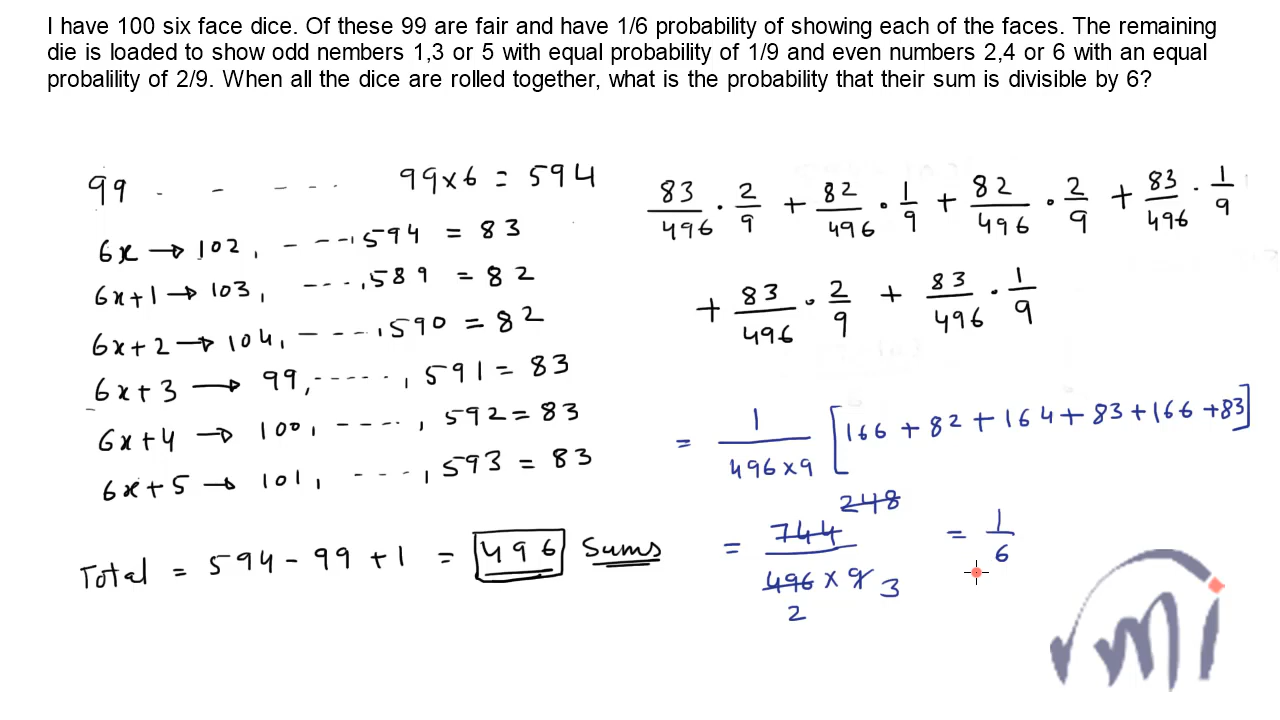 I have 100 six face dice. Of these 99 are fair and have 1/6 probability of showing each of the faces. The remaining
die is loaded to show odd nembers 1,3 or 5 with equal probability of 1/9 and even numbers 2,4 or 6 with an equal
probalility of 2/9. When all the dice are rolled together, what is the probability that their sum is divisible by 6?
99 - - - - - 99x6 = 594
6x → 102, - - - , 594 = 83
6x+1 → 103, - - - , 589 = 82
6x+2 → 104, - - - , 590 = 82
6x+3 → 99, - - - - - , 591 = 83
6x+4 → 100, - - - - , 592 = 83
6x+5 → 101, - - - - , 593 = 83
Total = 594 - 99 + 1 = 496 Sums
83/496 . 2/9 + 82/496 . 1/9 + 82/496 . 2/9 + 83/496 . 1/9
+ 83/496 . 2/9 + 83/496 . 1/9
= 1/(496x9) [166 + 82 + 164 + 83 + 166 + 83]
248
= 744/(496 x 9) 3 = 1/6
2
rmi